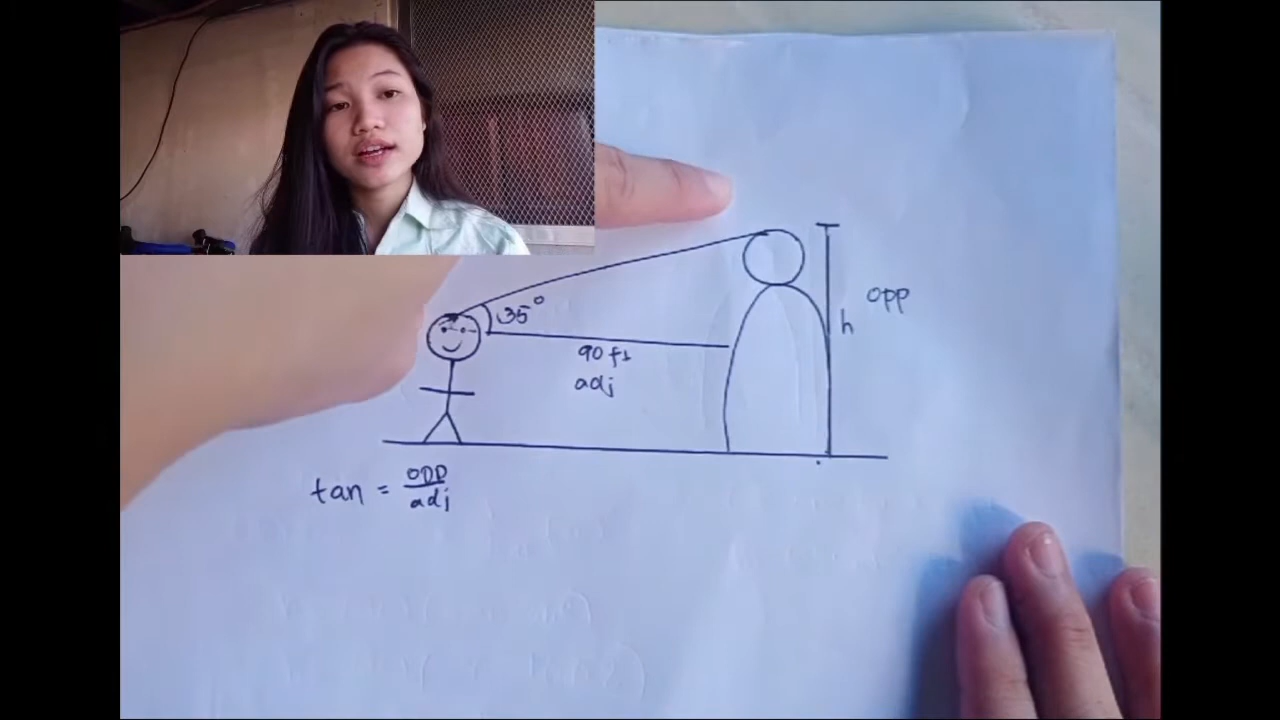 35°
90 ft
adj
h
opp
tan = opp
adj